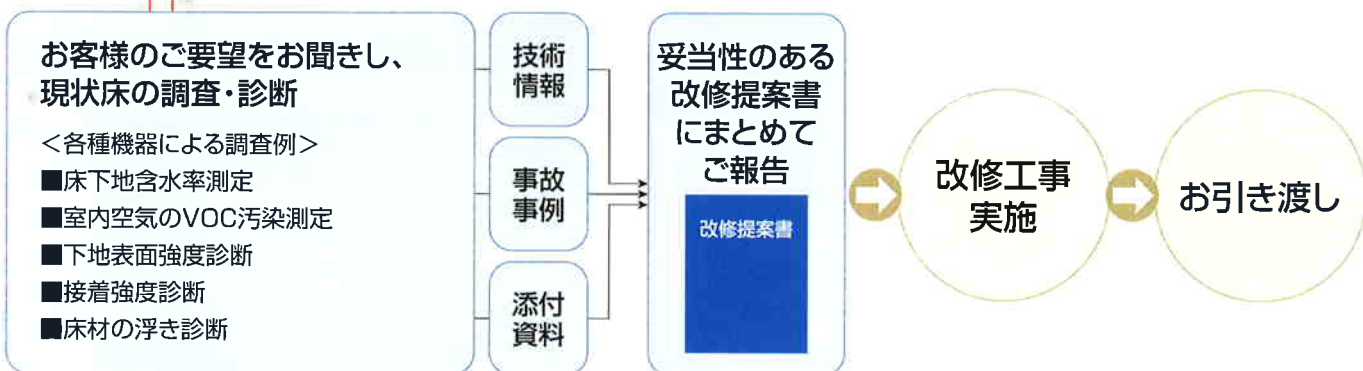 お客様のご要望をお聞きし、
現状床の調査・診断
＜各種機器による調査例＞
■床下地含水率測定
■室内空気のVOC汚染測定
■下地表面強度診断
■接着強度診断
■床材の浮き診断
技術
情報
事故
事例
添付
資料
妥当性のある
改修提案書
にまとめて
ご報告
改修提案書
改修工事
実施
お引き渡し